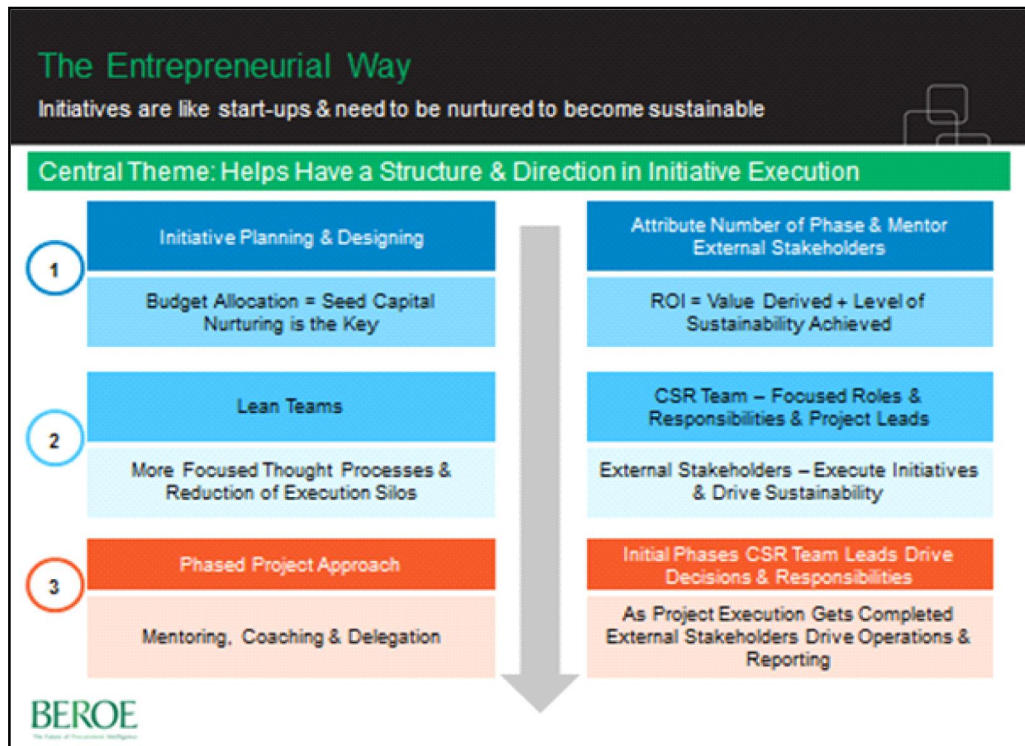 The Entrepreneurial Way
Initiatives are like start-ups & need to be nurtured to become sustainable
Central Theme: Helps Have a Structure & Direction in Initiative Execution
1
Initiative Planning & Designing
Budget Allocation = Seed Capital
Nurturing is the Key
Attribute Number of Phase & Mentor
External Stakeholders
ROI = Value Derived + Level of
Sustainability Achieved
2
Lean Teams
More Focused Thought Processes &
Reduction of Execution Silos
CSR Team – Focused Roles &
Responsibilities & Project Leads
External Stakeholders – Execute Initiatives
& Drive Sustainability
3
Phased Project Approach
Mentoring, Coaching & Delegation
Initial Phases CSR Team Leads Drive
Decisions & Responsibilities
As Project Execution Gets Completed
External Stakeholders Drive Operations &
Reporting
BEROE
The Future of Procurement Intelligence